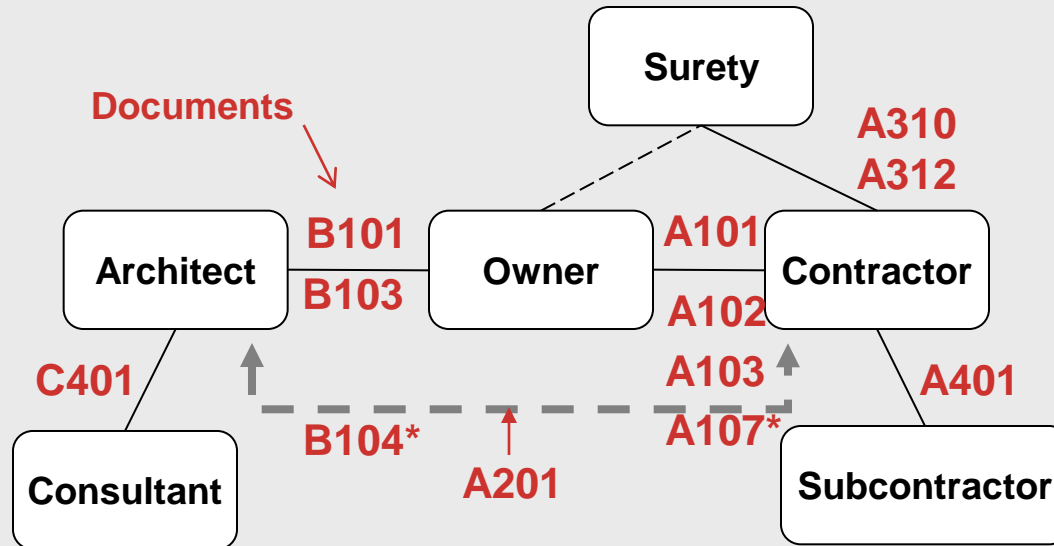 Surety
Documents
A310
A312
B101
A101
Architect
Owner
Contractor
B103
A102
C401
A103
A401
B104*
A107*
A201
Consultant
Subcontractor